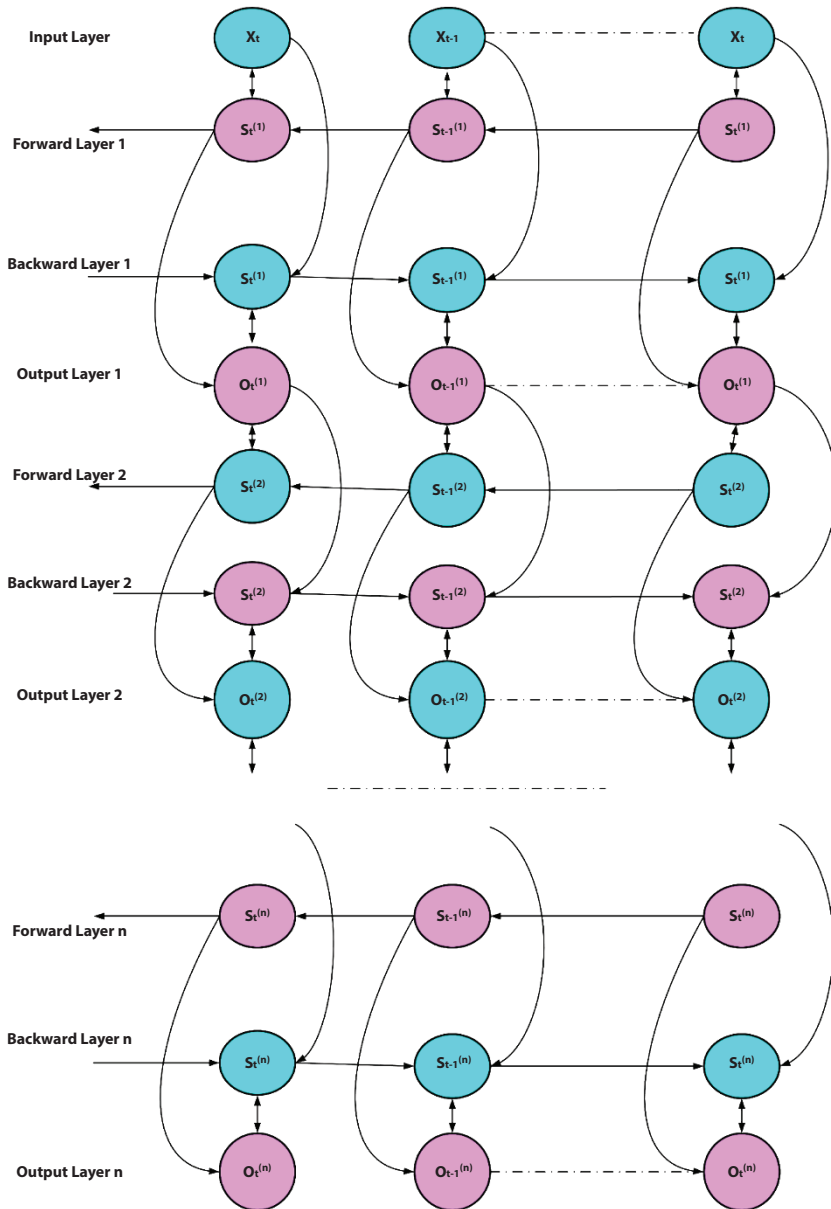 Input Layer
Xt Xt-1 Xt
St(1) St-1(1) St(1)
Forward Layer 1
Backward Layer 1
St(1) St-1(1) St(1)
Output Layer 1
Ot(1) Ot-1(1) Ot(1)
Forward Layer 2
St(2) St-1(2) St(2)
Backward Layer 2
St(2) St-1(2) St(2)
Output Layer 2
Ot(2) Ot-1(2) Ot(2)
St(n) St-1(n) St(n)
Forward Layer n
Backward Layer n
St(n) St-1(n) St(n)
Output Layer n
Ot(n) Ot-1(n) Ot(n)